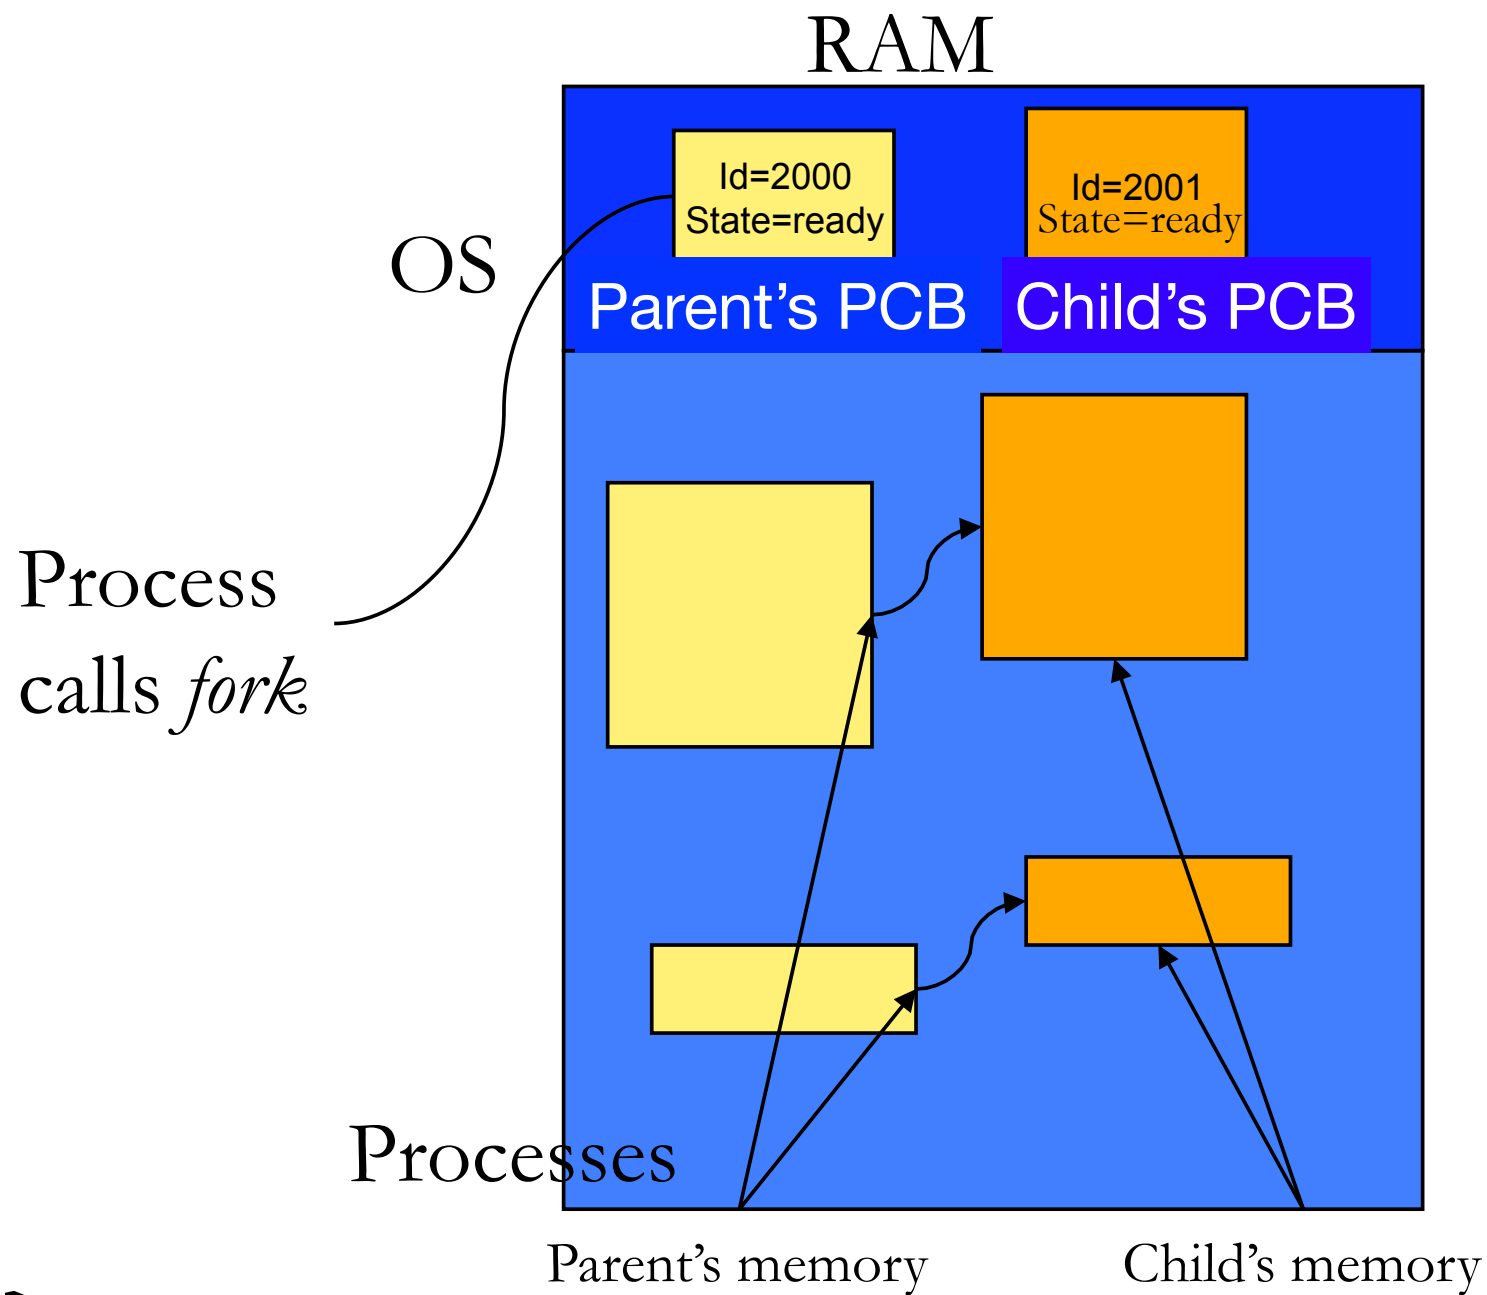 RAM
Id=2000
State=ready
Id=2001
State=ready
OS
Parent's PCB
Child's PCB
Process
calls fork
Processes
Parent's memory
Child's memory